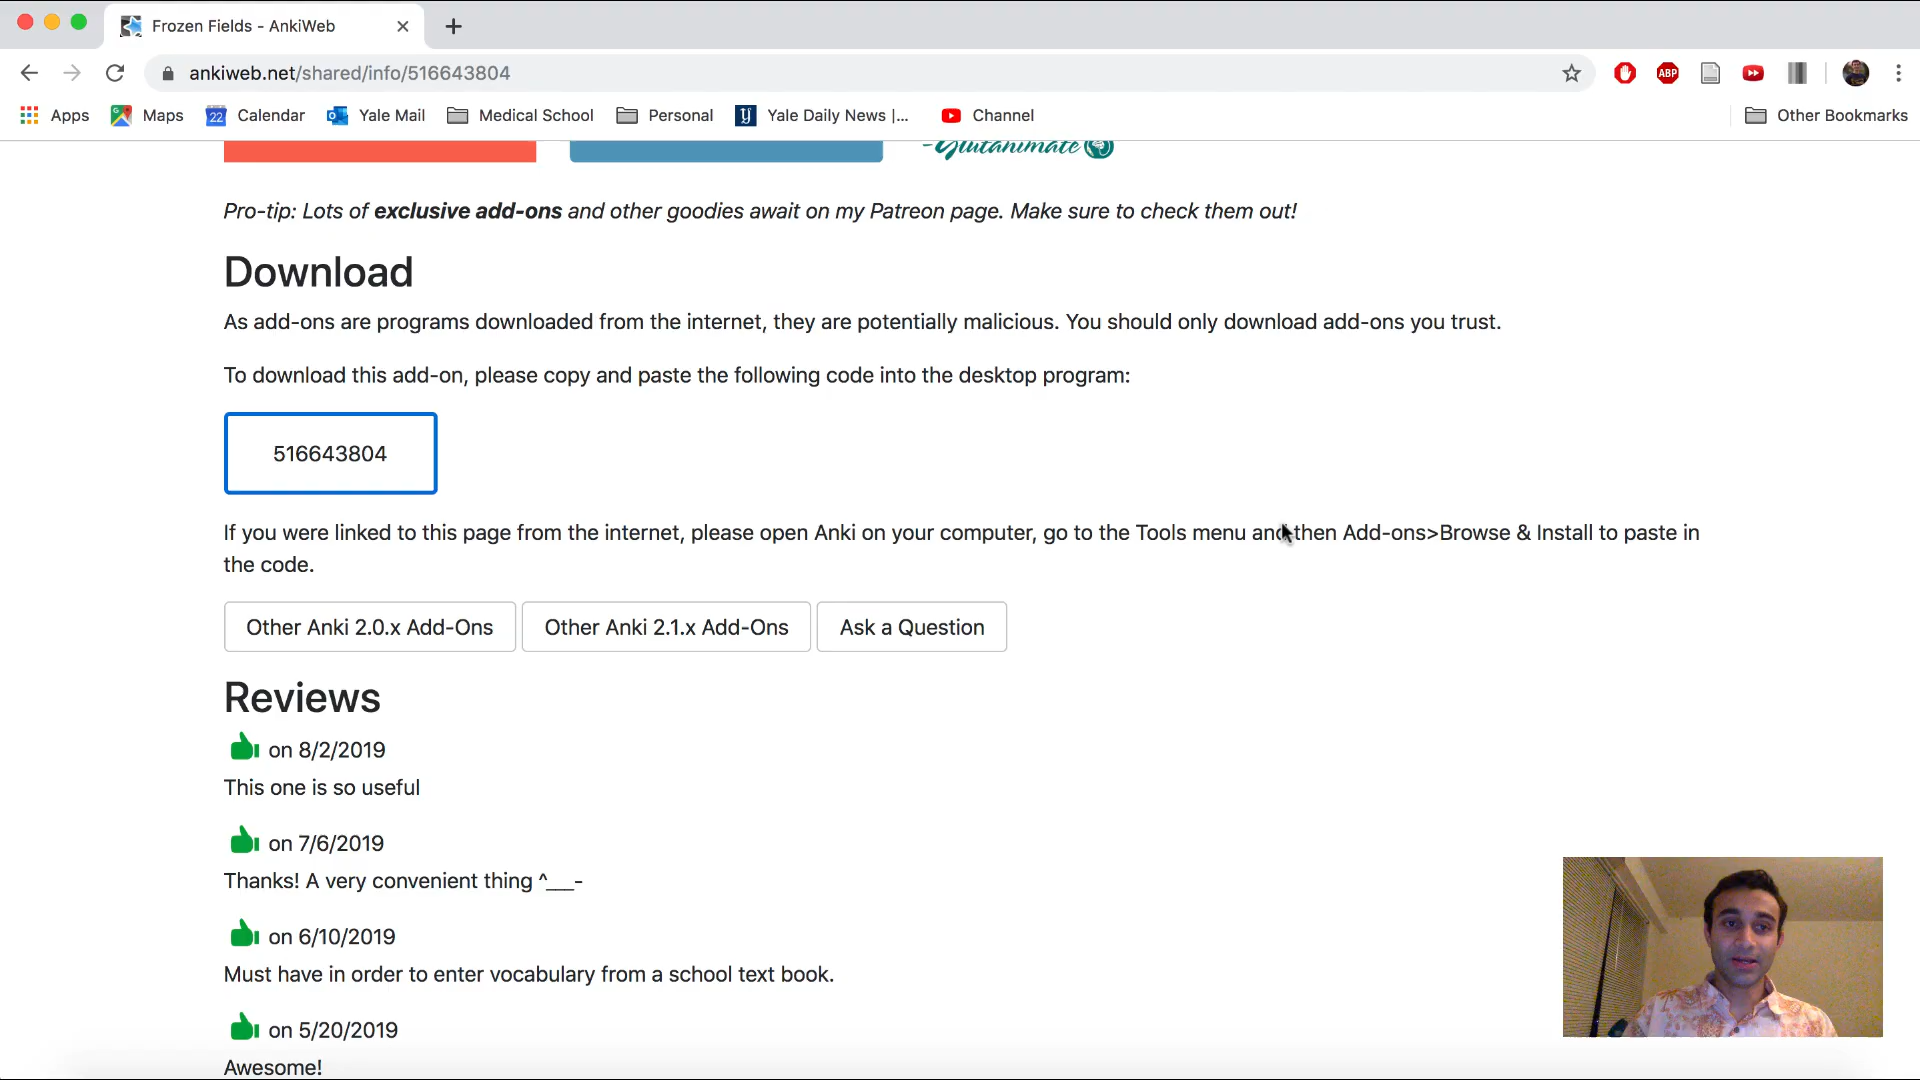 Frozen Fields - AnkiWeb
ankiweb.net/shared/info/516643804
ABP
Apps
Maps
22
Calendar
Yale Mail
Medical School
Personal
Yale Daily News |...
Channel
Other Bookmarks
-Glutanimate
Pro-tip: Lots of exclusive add-ons and other goodies await on my Patreon page. Make sure to check them out!
Download
As add-ons are programs downloaded from the internet, they are potentially malicious. You should only download add-ons you trust.
To download this add-on, please copy and paste the following code into the desktop program:
516643804
If you were linked to this page from the internet, please open Anki on your computer, go to the Tools menu and then Add-ons>Browse & Install to paste in
the code.
Other Anki 2.0.x Add-Ons
Other Anki 2.1.x Add-Ons
Ask a Question
Reviews
on 8/2/2019
This one is so useful
on 7/6/2019
Thanks! A very convenient thing ^___-
on 6/10/2019
Must have in order to enter vocabulary from a school text book.
on 5/20/2019
Awesome!